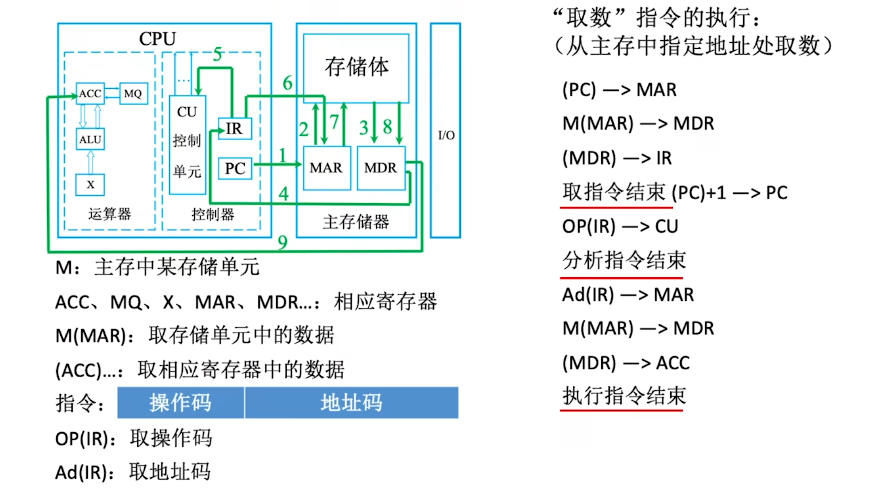 CPU
ACC
MQ
ALU
X
运算器
CU
控制
单元
IR
PC
控制器
存储体
MAR
MDR
主存储器
I/O
5
6
2
7
3
8
1
4
9
M：主存中某存储单元
ACC、MQ、X、MAR、MDR…：相应寄存器
M(MAR)：取存储单元中的数据
(ACC)…：取相应寄存器中的数据
指令： 操作码 地址码
OP(IR)：取操作码
Ad(IR)：取地址码
“取数”指令的执行：
（从主存中指定地址处取数）
(PC) —> MAR
M(MAR) —> MDR
(MDR) —> IR
取指令结束 (PC)+1 —> PC
OP(IR) —> CU
分析指令结束
Ad(IR) —> MAR
M(MAR) —> MDR
(MDR) —> ACC
执行指令结束